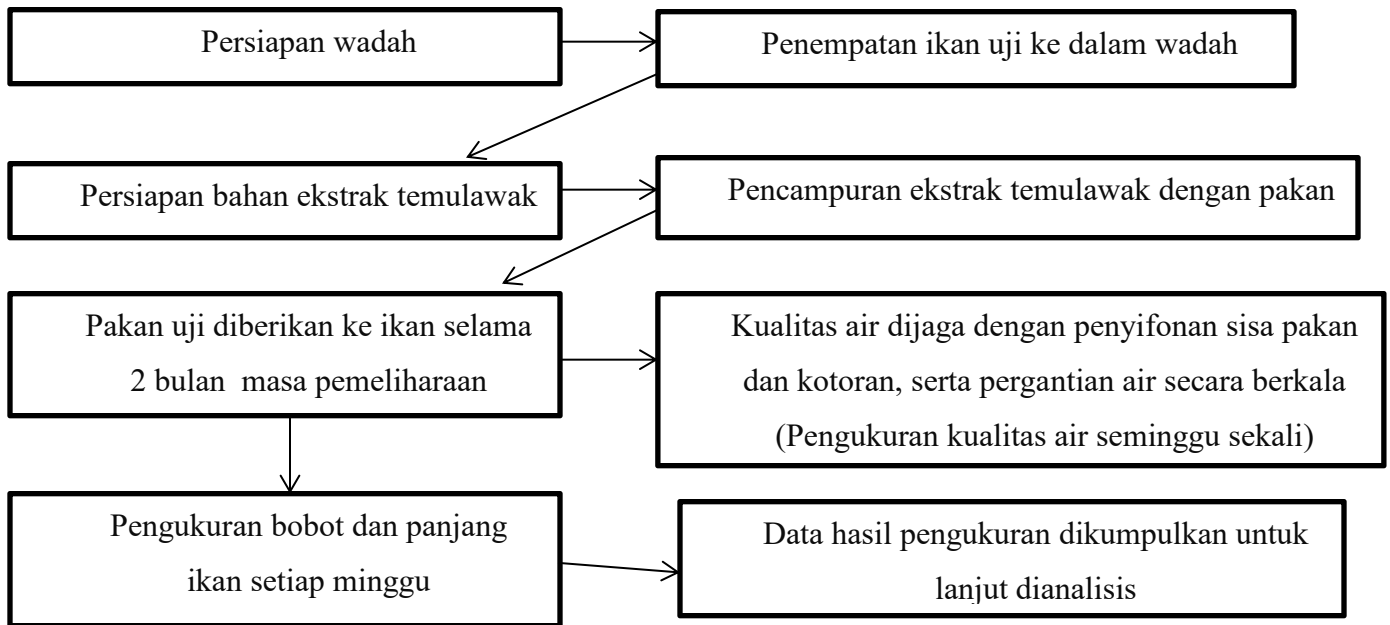 Persiapan wadah
Penempatan ikan uji ke dalam wadah
Persiapan bahan ekstrak temulawak
Pencampuran ekstrak temulawak dengan pakan
Pakan uji diberikan ke ikan selama
2 bulan  masa pemeliharaan
Kualitas air dijaga dengan penyifonan sisa pakan
dan kotoran, serta pergantian air secara berkala
(Pengukuran kualitas air seminggu sekali)
Pengukuran bobot dan panjang
ikan setiap minggu
Data hasil pengukuran dikumpulkan untuk
lanjut dianalisis